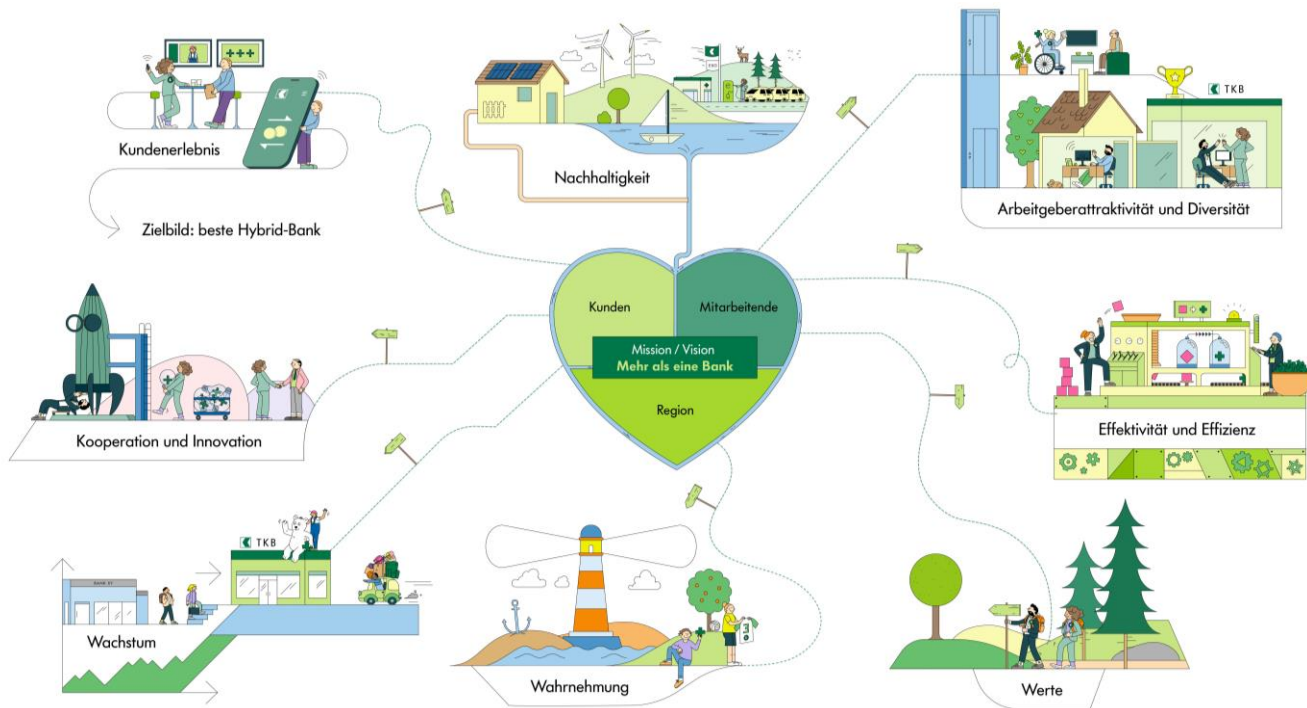 Kundenerlebnis
Zielbild: beste Hybrid-Bank
Nachhaltigkeit
TKB
Arbeitgeberattraktivität und Diversität
Kunden
Mitarbeitende
Mission / Vision
Mehr als eine Bank
Region
Kooperation und Innovation
Effektivität und Effizienz
TKB
Wachstum
Wahrnehmung
Werte